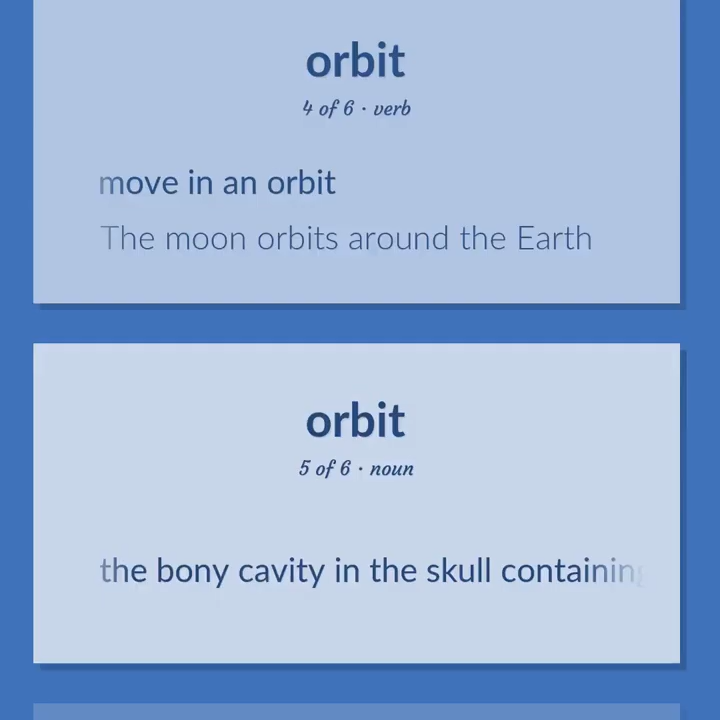 orbit
4 of 6 · verb
move in an orbit
The moon orbits around the Earth
orbit
5 of 6 · noun
the bony cavity in the skull containing